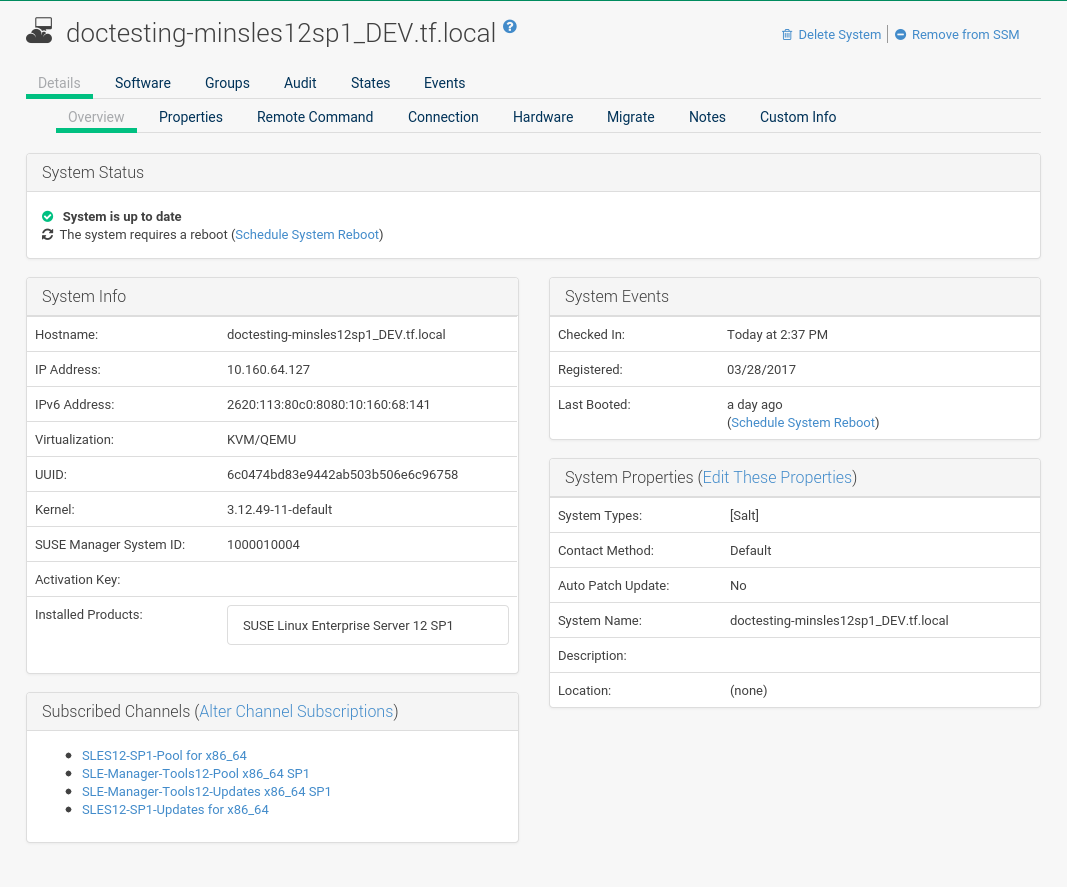 doctesting-minsles12sp1_DEV.tf.local ?
Delete System | Remove from SSM
Details Software Groups Audit States Events
Overview Properties Remote Command Connection Hardware Migrate Notes Custom Info
System Status
System is up to date
The system requires a reboot (Schedule System Reboot)
System Info
Hostname: doctesting-minsles12sp1_DEV.tf.local
IP Address: 10.160.64.127
IPv6 Address: 2620:113:80c0:8080:10:160:68:141
Virtualization: KVM/QEMU
UUID: 6c0474bd83e9442ab503b506e6c96758
Kernel: 3.12.49-11-default
SUSE Manager System ID: 1000010004
Activation Key:
Installed Products: SUSE Linux Enterprise Server 12 SP1
Subscribed Channels (Alter Channel Subscriptions)
SLES12-SP1-Pool for x86_64
SLE-Manager-Tools12-Pool x86_64 SP1
SLE-Manager-Tools12-Updates x86_64 SP1
SLES12-SP1-Updates for x86_64
System Events
Checked In: Today at 2:37 PM
Registered: 03/28/2017
Last Booted: a day ago
(Schedule System Reboot)
System Properties (Edit These Properties)
System Types: [Salt]
Contact Method: Default
Auto Patch Update: No
System Name: doctesting-minsles12sp1_DEV.tf.local
Description:
Location: (none)